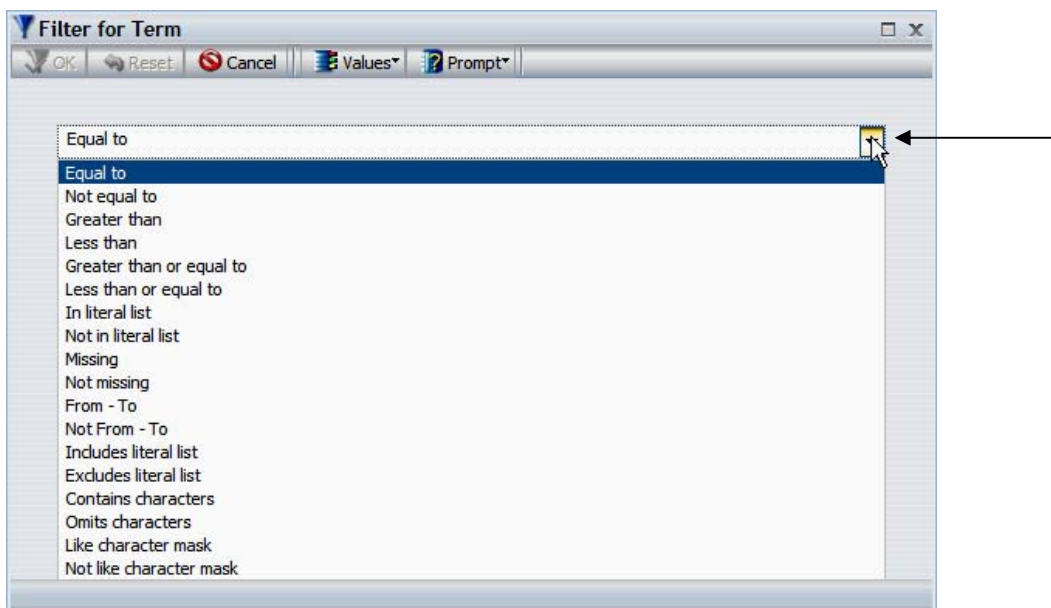 Filter for Term
OK Reset Cancel Values Prompt
Equal to
Equal to
Not equal to
Greater than
Less than
Greater than or equal to
Less than or equal to
In literal list
Not in literal list
Missing
Not missing
From - To
Not From - To
Includes literal list
Excludes literal list
Contains characters
Omits characters
Like character mask
Not like character mask